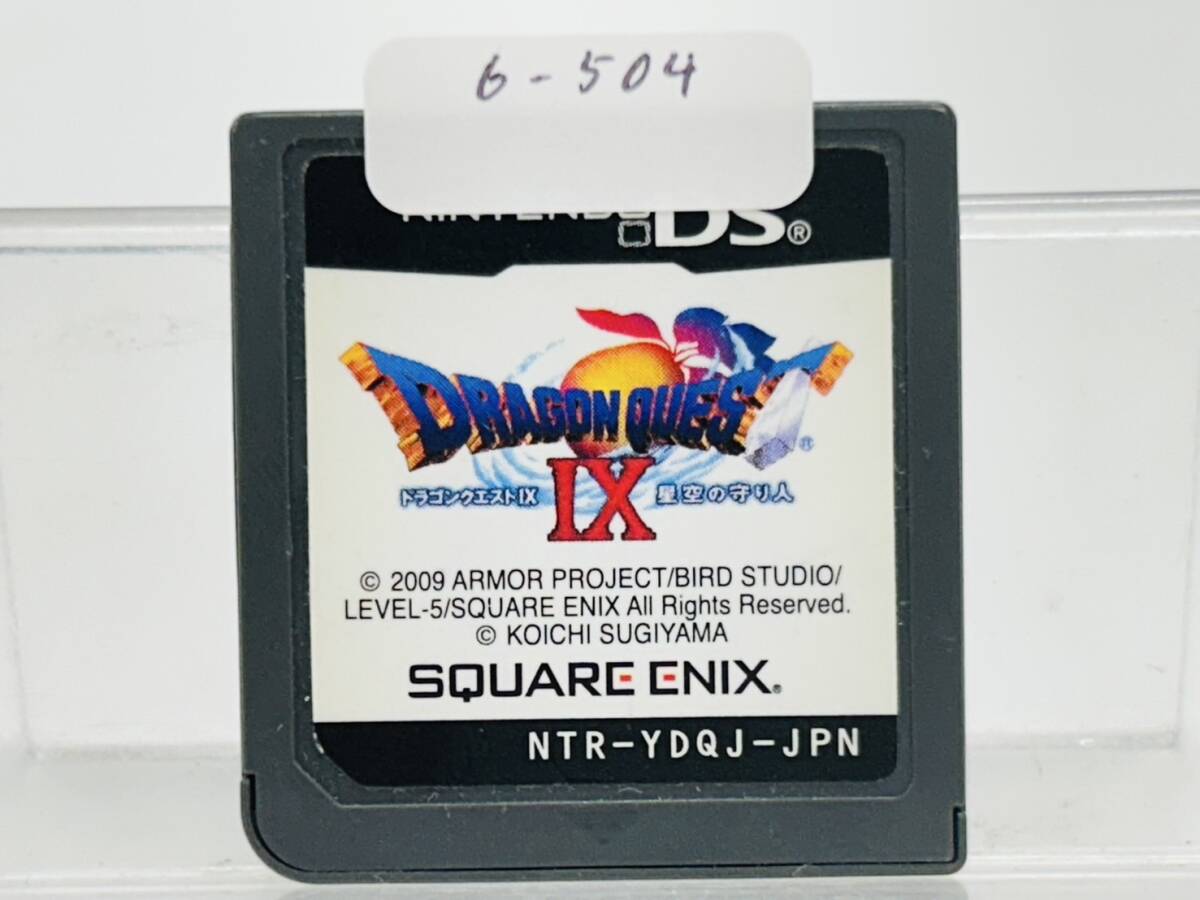 6-504
NINTENDO DS®
DRAGON QUEST®
ドラゴンクエストIX IX 星空の守り人
© 2009 ARMOR PROJECT/BIRD STUDIO/
LEVEL-5/SQUARE ENIX All Rights Reserved.
© KOICHI SUGIYAMA
SQUARE ENIX®
NTR-YDQJ-JPN